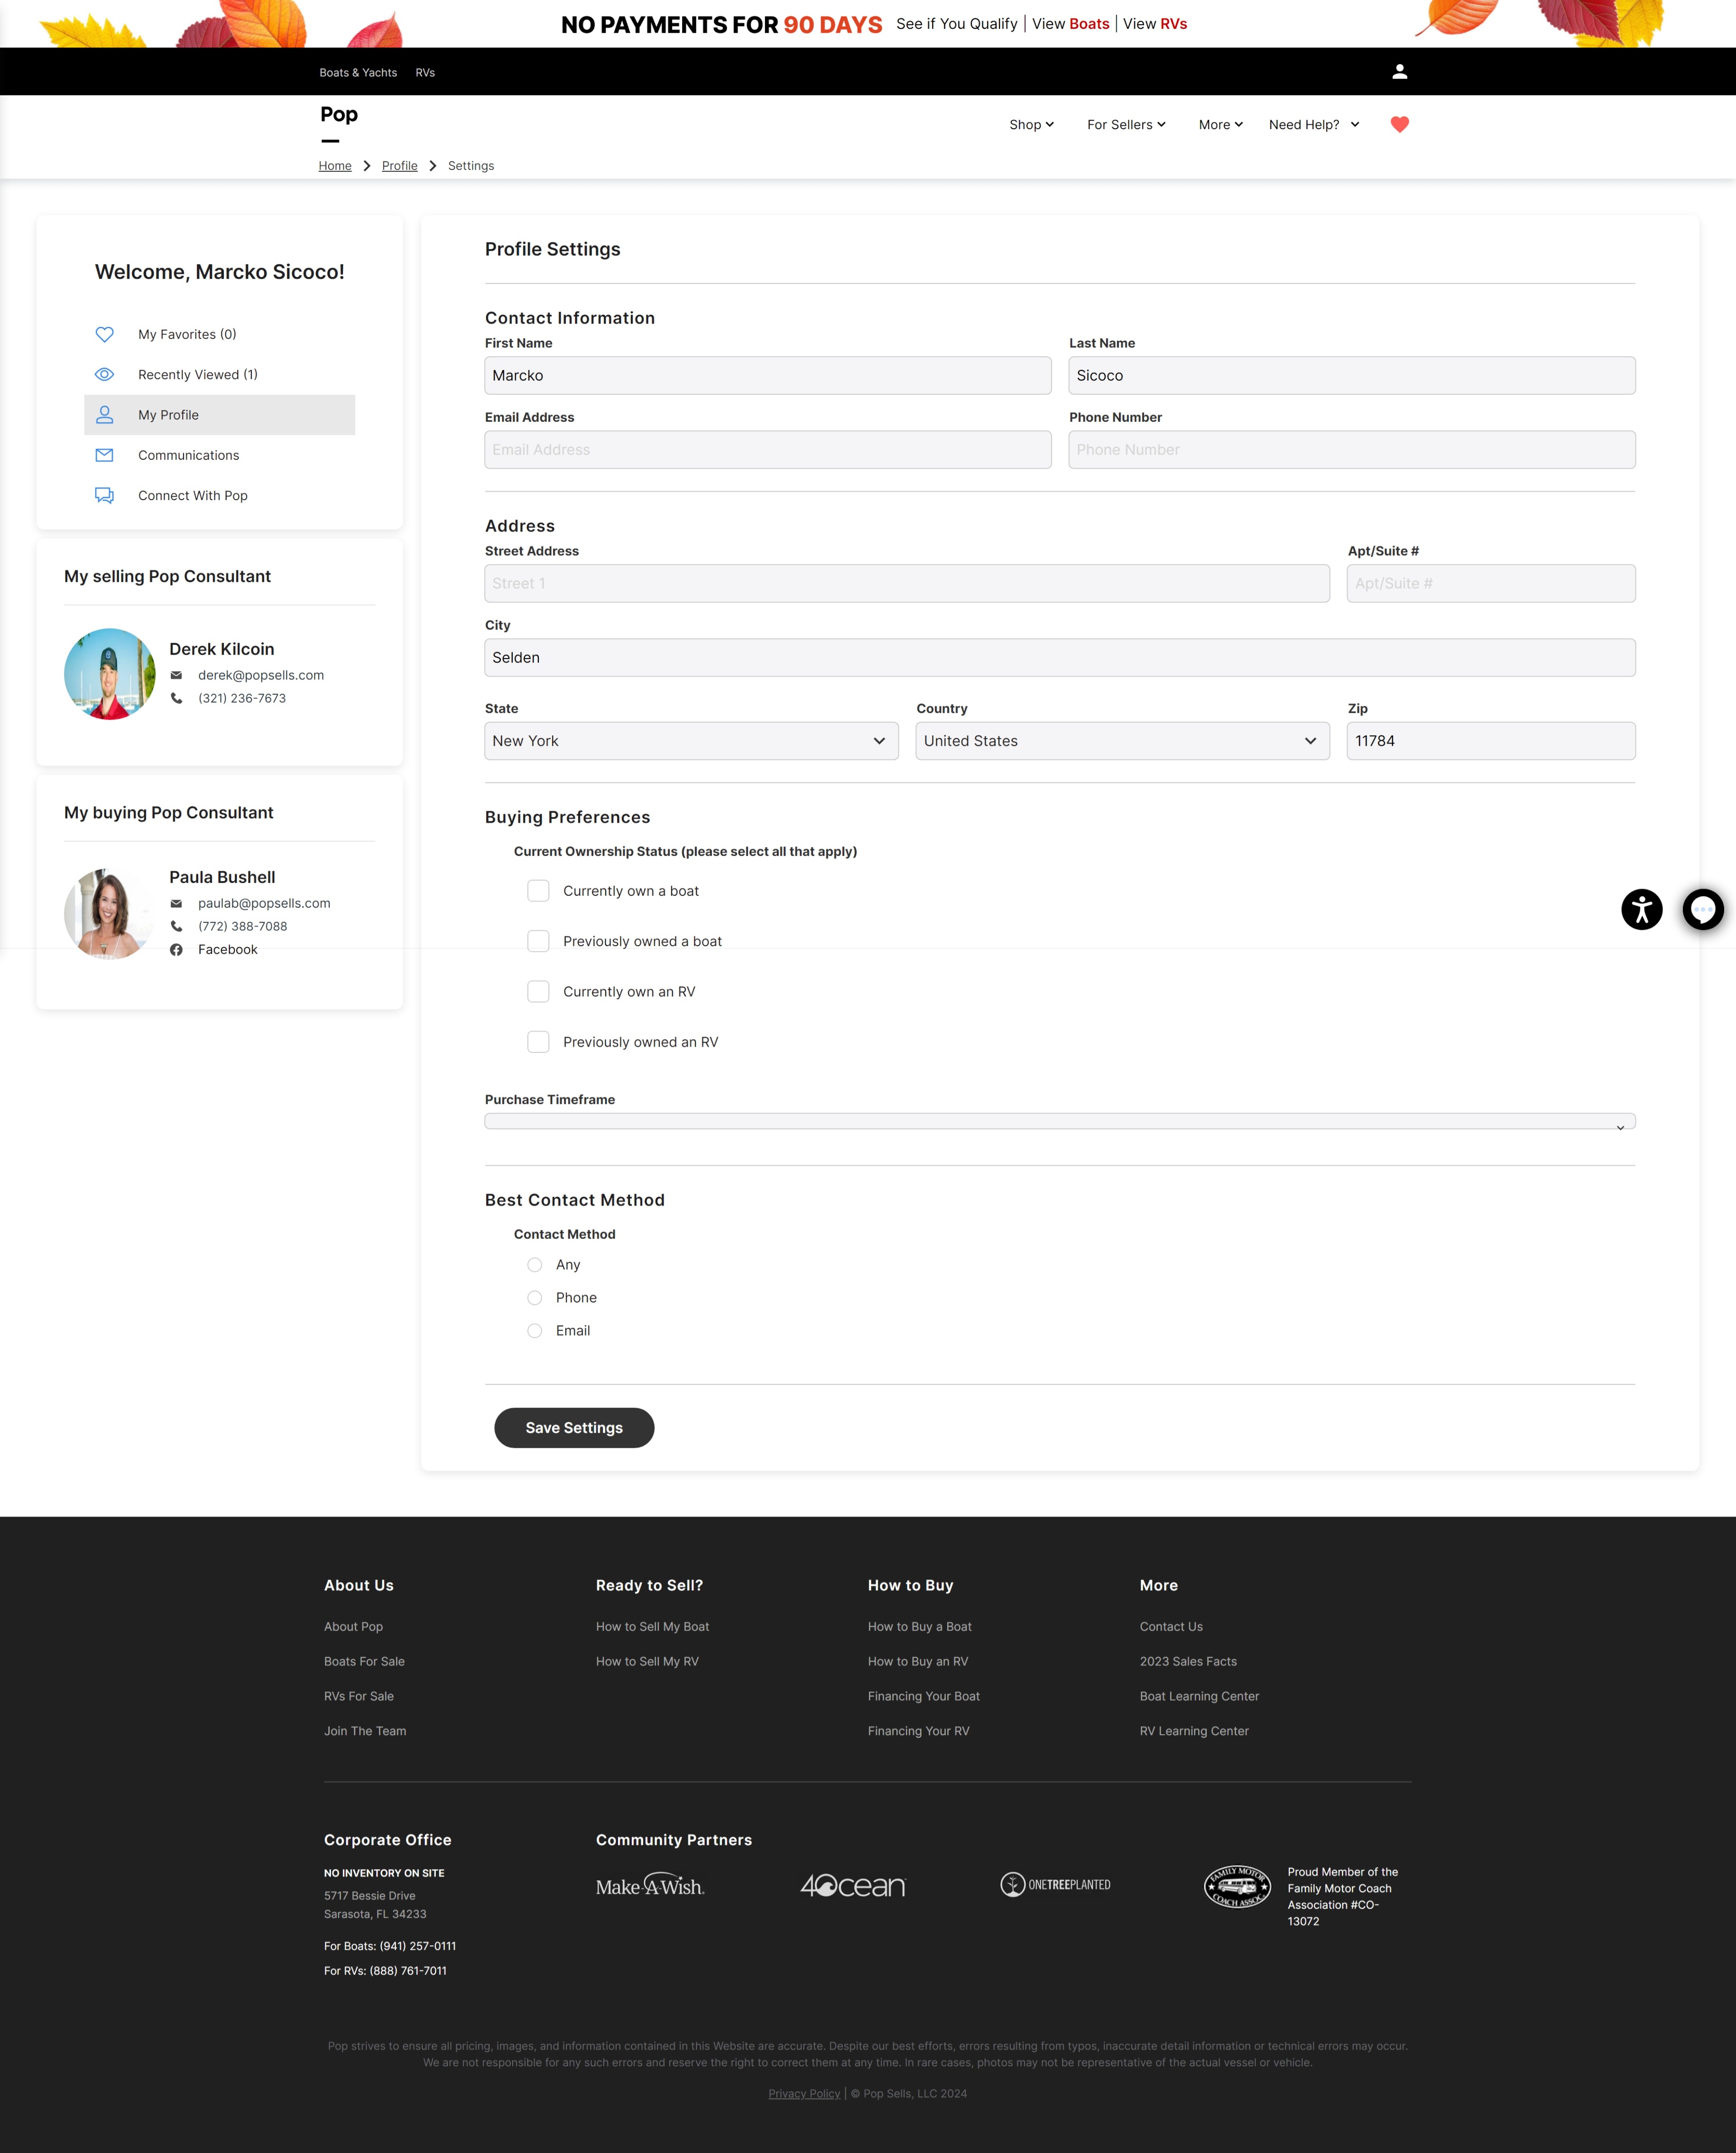 NO PAYMENTS FOR 90 DAYS See if You Qualify | View Boats | View RVs
Boats & Yachts RVs
Pop
Shop For Sellers More Need Help?
Home Profile Settings
Welcome, Marcko Sicoco!
My Favorites (0)
Recently Viewed (1)
My Profile
Communications
Connect With Pop
My selling Pop Consultant
Derek Kilcoin
derek@popsells.com
(321) 236-7673
My buying Pop Consultant
Paula Bushell
paulab@popsells.com
(772) 388-7088
Facebook
Profile Settings
Contact Information
First Name Last Name
Marcko Sicoco
Email Address Phone Number
Email Address Phone Number
Address
Street Address Apt/Suite #
Street 1 Apt/Suite #
City
Selden
State Country Zip
New York United States 11784
Buying Preferences
Current Ownership Status (please select all that apply)
Currently own a boat
Previously owned a boat
Currently own an RV
Previously owned an RV
Purchase Timeframe
Best Contact Method
Contact Method
Any
Phone
Email
Save Settings
About Us
About Pop
Boats For Sale
RVs For Sale
Join The Team
Ready to Sell?
How to Sell My Boat
How to Sell My RV
How to Buy
How to Buy a Boat
How to Buy an RV
Financing Your Boat
Financing Your RV
More
Contact Us
2023 Sales Facts
Boat Learning Center
RV Learning Center
Corporate Office
NO INVENTORY ON SITE
5717 Bessie Drive
Sarasota, FL 34233
For Boats: (941) 257-0111
For RVs: (888) 761-7011
Community Partners
Make-A-Wish.
4ocean
ONETREEPLANTED
FAMILY MOTOR
COACH ASSOC.
Proud Member of the
Family Motor Coach
Association #CO-
13072
Pop strives to ensure all pricing, images, and information contained in this Website are accurate. Despite our best efforts, errors resulting from typos, inaccurate detail information or technical errors may occur.
We are not responsible for any such errors and reserve the right to correct them at any time. In rare cases, photos may not be representative of the actual vessel or vehicle.
Privacy Policy | © Pop Sells, LLC 2024